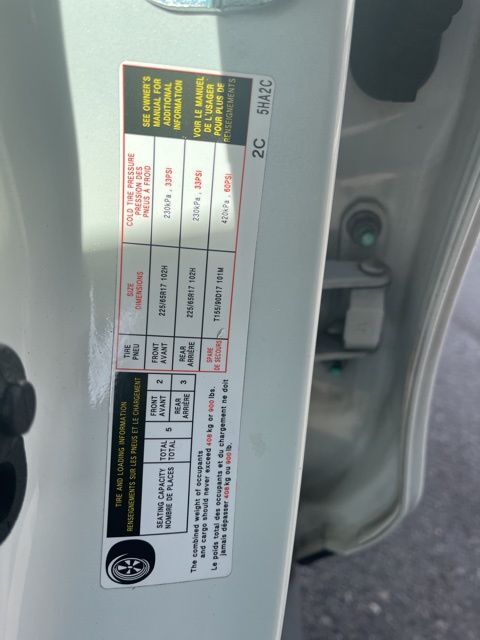 TIRE AND LOADING INFORMATION
RENSEIGNEMENTS SUR LES PNEUS ET LE CHARGEMENT
SEATING CAPACITY
NOMBRE DE PLACES
TOTAL
TOTAL
5
FRONT
AVANT
2
REAR
ARRIÈRE
3
The combined weight of occupants
and cargo should never exceed 408 kg or 900 lbs.
Le poids total des occupants et du chargement ne doit
jamais dépasser 408 kg ou 900 lb.
TIRE
PNEU
SIZE
DIMENSIONS
COLD TIRE PRESSURE
PRESSION DES
PNEUS À FROID
FRONT
AVANT
225/65R17 102H
230kPa , 33PSI
REAR
ARRIÈRE
225/65R17 102H
230kPa , 33PSI
SPARE
DE SECOURS
T155/90D17 101M
420kPa , 60PSI
SEE OWNER'S
MANUAL FOR
ADDITIONAL
INFORMATION
VOIR LE MANUEL
DE L'USAGER
POUR PLUS DE
RENSEIGNEMENTS
2C 5HA2C